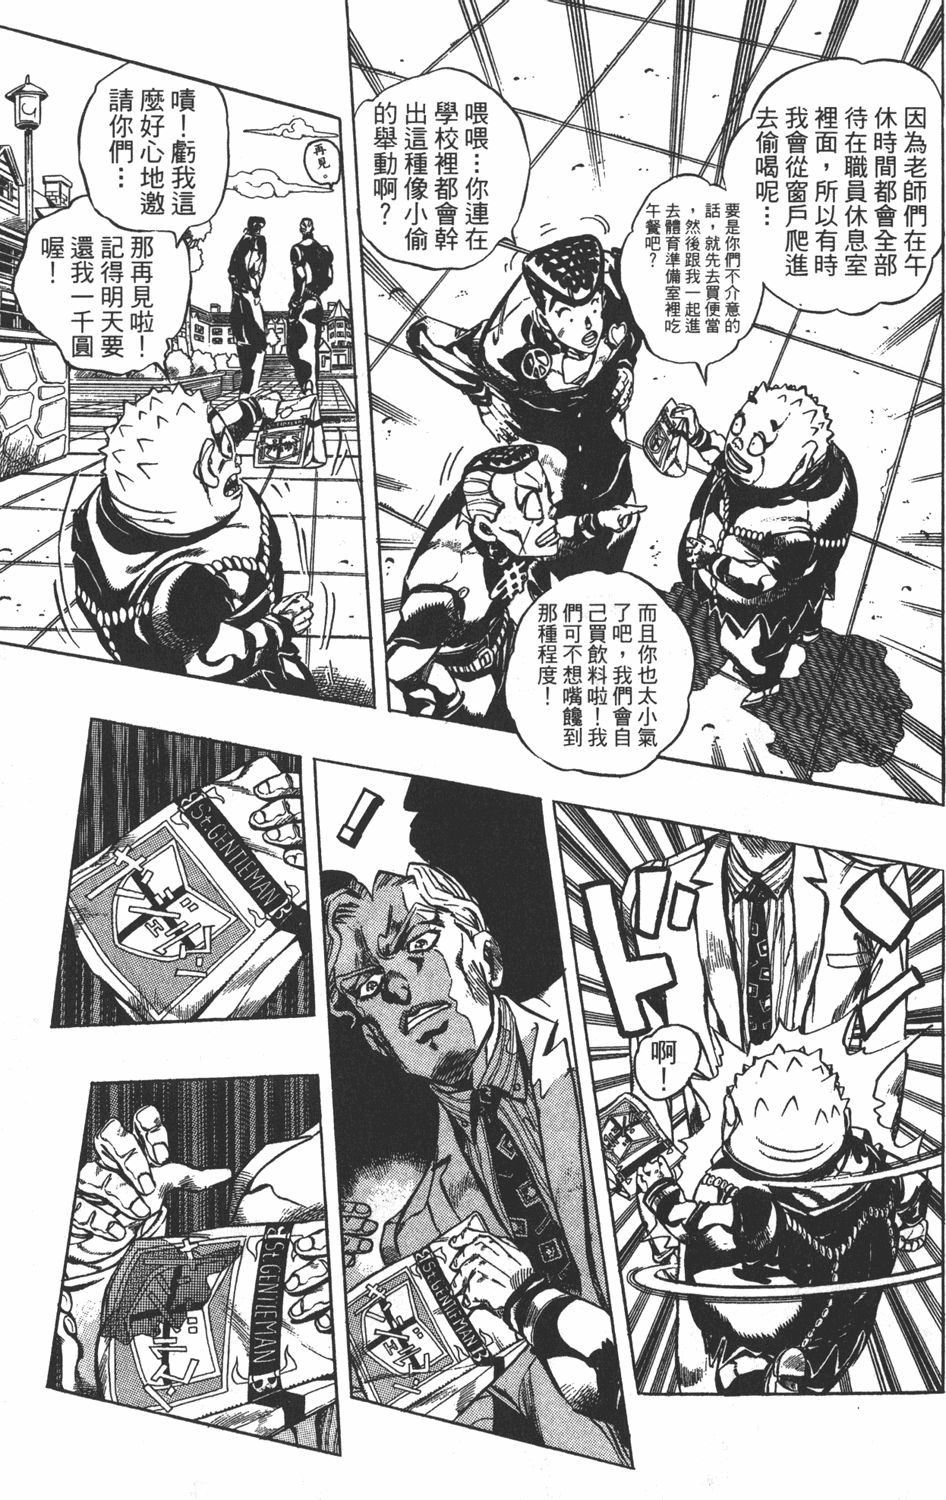 因為老師們在午
休時間都會全部
待在職員休息室
裡面，所以有時
我會從窗戶爬進
去偷喝呢…
要是你們不介意的
話，就先去買便當
，然後跟我一起進
去體育準備室裡吃
午餐吧？
喂喂…你連在
學校裡都會幹
出這種像小偷
的舉動啊？
而且你也太小氣
了吧，我們會自
己買飲料啦！我
們可不想嘴饞到
那種程度！
再見。
嘖！虧我這
麼好心地邀
請你們…
那再見啦！
記得明天要
還我一千圓
喔！
ドン
啊！
！
St.GENTLEMAN
St.GENTLEMAN
St.GENTLEMAN